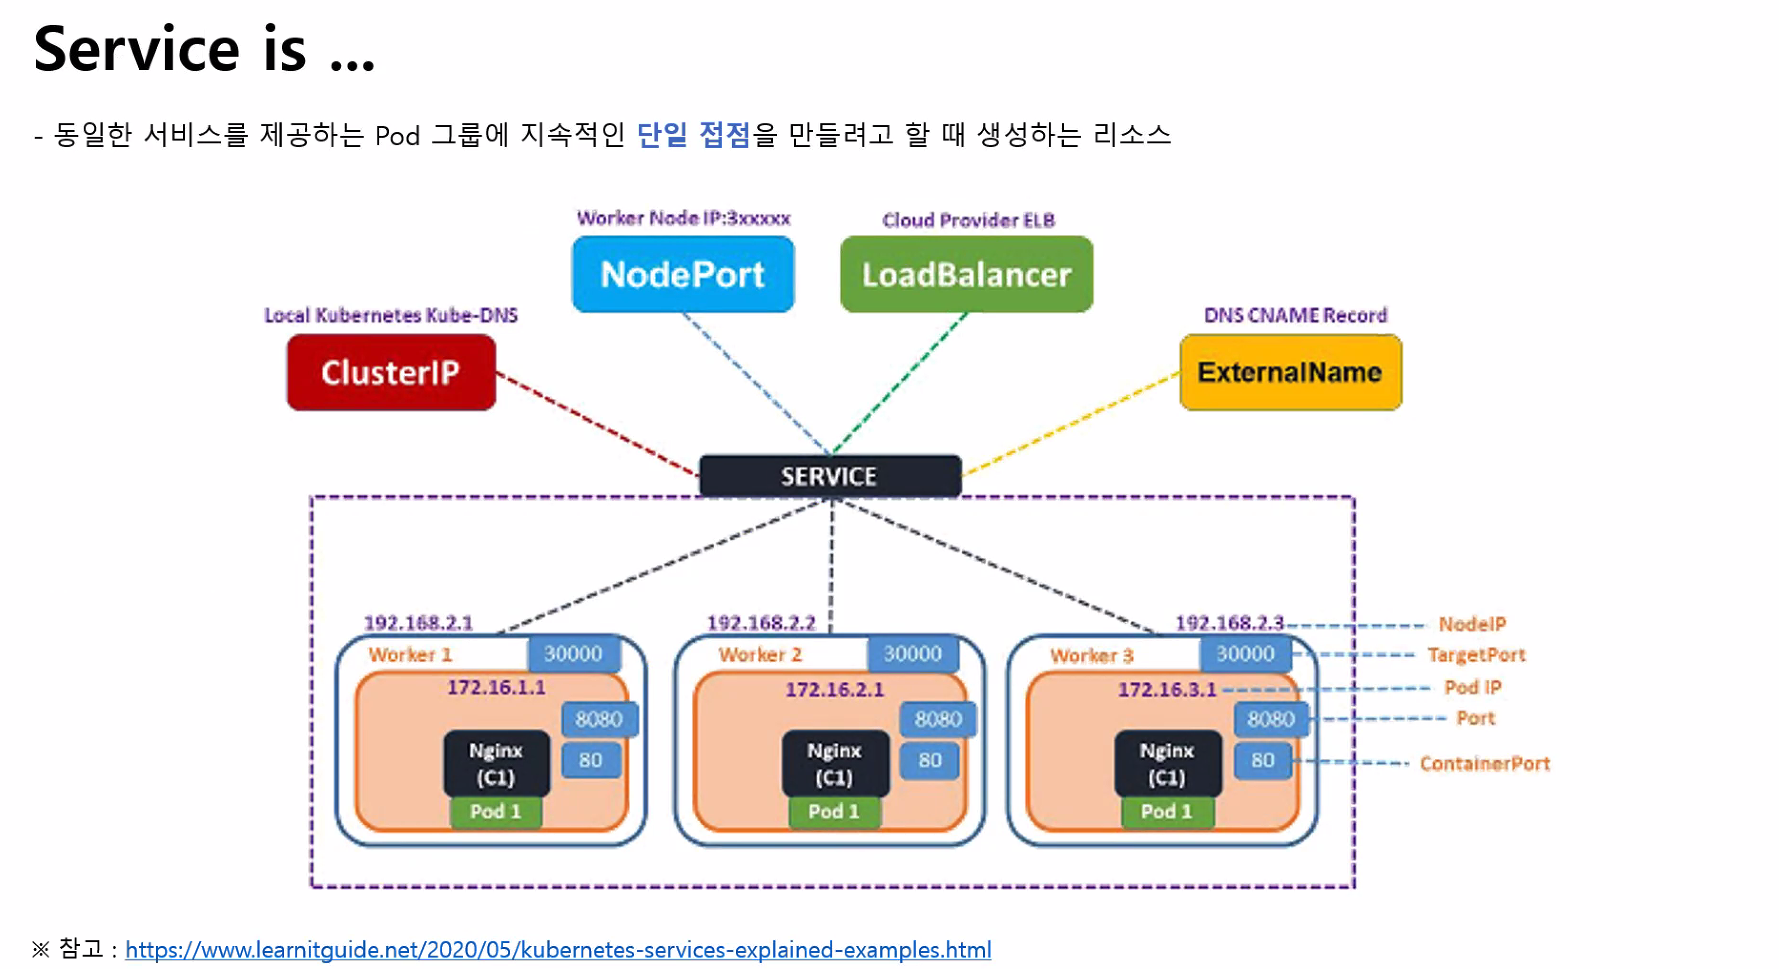 Service is ...
- 동일한 서비스를 제공하는 Pod 그룹에 지속적인 단일 접점을 만들려고 할 때 생성하는 리소스
Worker Node IP:3xxxxx
Cloud Provider ELB
NodePort
LoadBalancer
Local Kubernetes Kube-DNS
DNS CNAME Record
ClusterIP
ExternalName
SERVICE
192.168.2.1
192.168.2.2
192.168.2.3
NodeIP
Worker 1
30000
Worker 2
30000
Worker 3
30000
TargetPort
172.16.1.1
172.16.2.1
172.16.3.1
Pod IP
8080
8080
8080
Port
Nginx
(C1)
80
Nginx
(C1)
80
Nginx
(C1)
80
ContainerPort
Pod 1
Pod 1
Pod 1
※ 참고 : https://www.learnitguide.net/2020/05/kubernetes-services-explained-examples.html